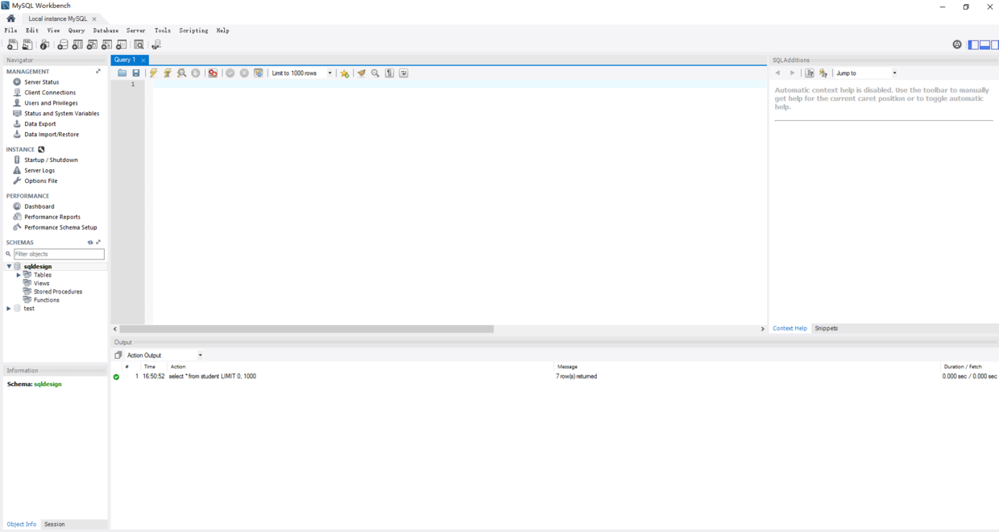 MySQL Workbench
Local instance MySQL
File Edit View Query Database Server Tools Scripting Help
Navigator
MANAGEMENT
Server Status
Client Connections
Users and Privileges
Status and System Variables
Data Export
Data Import/Restore
INSTANCE
Startup / Shutdown
Server Logs
Options File
PERFORMANCE
Dashboard
Performance Reports
Performance Schema Setup
SCHEMAS
Filter objects
sqldesign
Tables
Views
Stored Procedures
Functions
test
Information
Schema: sqldesign
Object Info Session
Query 1
Limit to 1000 rows
1
Output
Action Output
# Time Action Message Duration / Fetch
1 16:50:52 select * from student LIMIT 0, 1000 7 row(s) returned 0.000 sec / 0.000 sec
SQLAdditions
Jump to
Automatic context help is disabled. Use the toolbar to manually
get help for the current caret position or to toggle automatic
help.
Context Help Snippets